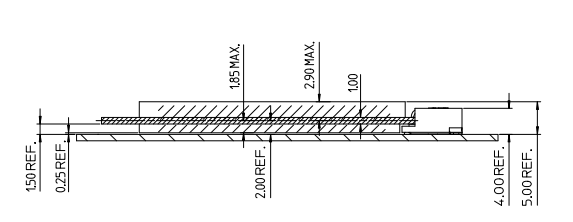 1.85 MAX.
2.90 MAX.
1.00
1.50 REF.
0.25 REF.
2.00 REF.
4.00 REF.
5.00 REF.